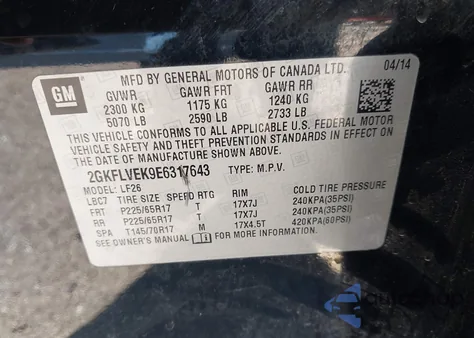 GM
MFD BY GENERAL MOTORS OF CANADA LTD.
04/14
GVWR GAWR FRT GAWR RR
2300 KG 1175 KG 1240 KG
5070 LB 2590 LB 2733 LB
THIS VEHICLE CONFORMS TO ALL APPLICABLE U.S. FEDERAL MOTOR
VEHICLE SAFETY AND THEFT PREVENTION STANDARDS IN EFFECT ON
THE DATE OF MANUFACTURE SHOWN ABOVE.
2GKFLVEK9E6317643 TYPE: M.P.V.
MODEL: LF26
LBC7 TIRE SIZE SPEED RTG RIM COLD TIRE PRESSURE
FRT P225/65R17 T 17X7J 240KPA(35PSI)
RR P225/65R17 T 17X7J 240KPA(35PSI)
SPA T145/70R17 M 17X4.5T 420KPA(60PSI)
SEE OWNER'S MANUAL FOR MORE INFORMATION